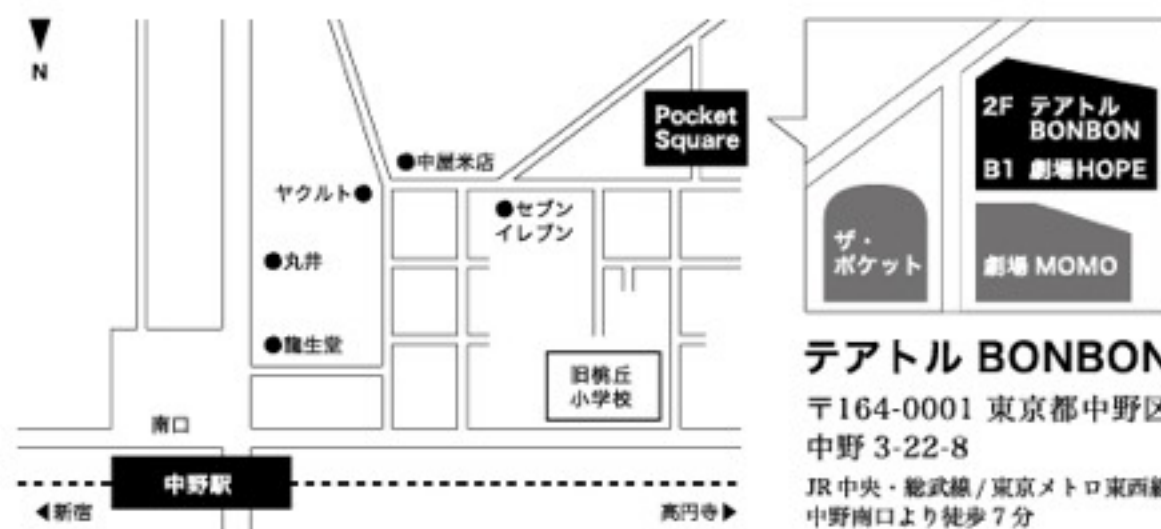 N
Pocket
Square
●中屋米店
ヤクルト●
●セブン
イレブン
●丸井
●龍生堂
旧桃丘
小学校
南口
中野駅
◀新宿
高円寺▶
2F テアトル
BONBON
B1 劇場HOPE
ザ・
ポケット
劇場 MOMO
テアトル BONBON
〒164-0001 東京都中野区
中野 3-22-8
JR 中央・総武線 / 東京メトロ東西線
中野南口より徒歩 7 分